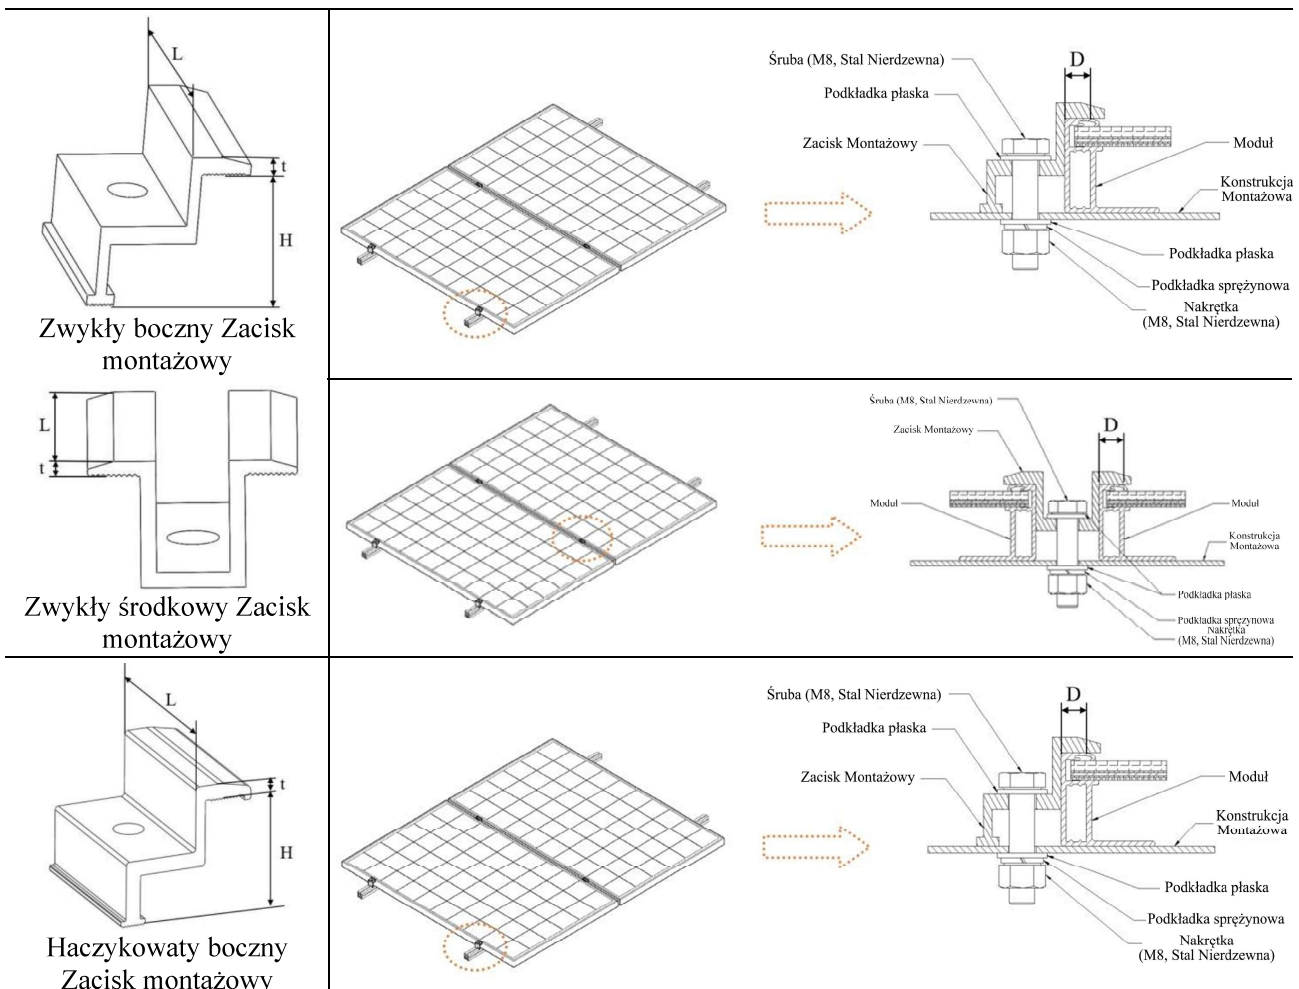 L
t
H
Zwykły boczny Zacisk
montażowy
Śruba (M8, Stal Nierdzewna)
D
Podkładka płaska
Zacisk Montażowy
Moduł
Konstrukcja
Montażowa
Podkładka płaska
Podkładka sprężynowa
Nakrętka
(M8, Stal Nierdzewna)
L
t
Zwykły środkowy Zacisk
montażowy
Śruba (M8, Stal Nierdzewna)
Zacisk Montażowy
D
Moduł
Moduł
Konstrukcja
Montażowa
Podkładka płaska
Podkładka sprężynowa
Nakrętka
(M8, Stal Nierdzewna)
L
t
H
Haczykowaty boczny
Zacisk montażowy
Śruba (M8, Stal Nierdzewna)
D
Podkładka płaska
Zacisk Montażowy
Moduł
Konstrukcja
Montażowa
Podkładka płaska
Podkładka sprężynowa
Nakrętka
(M8, Stal Nierdzewna)